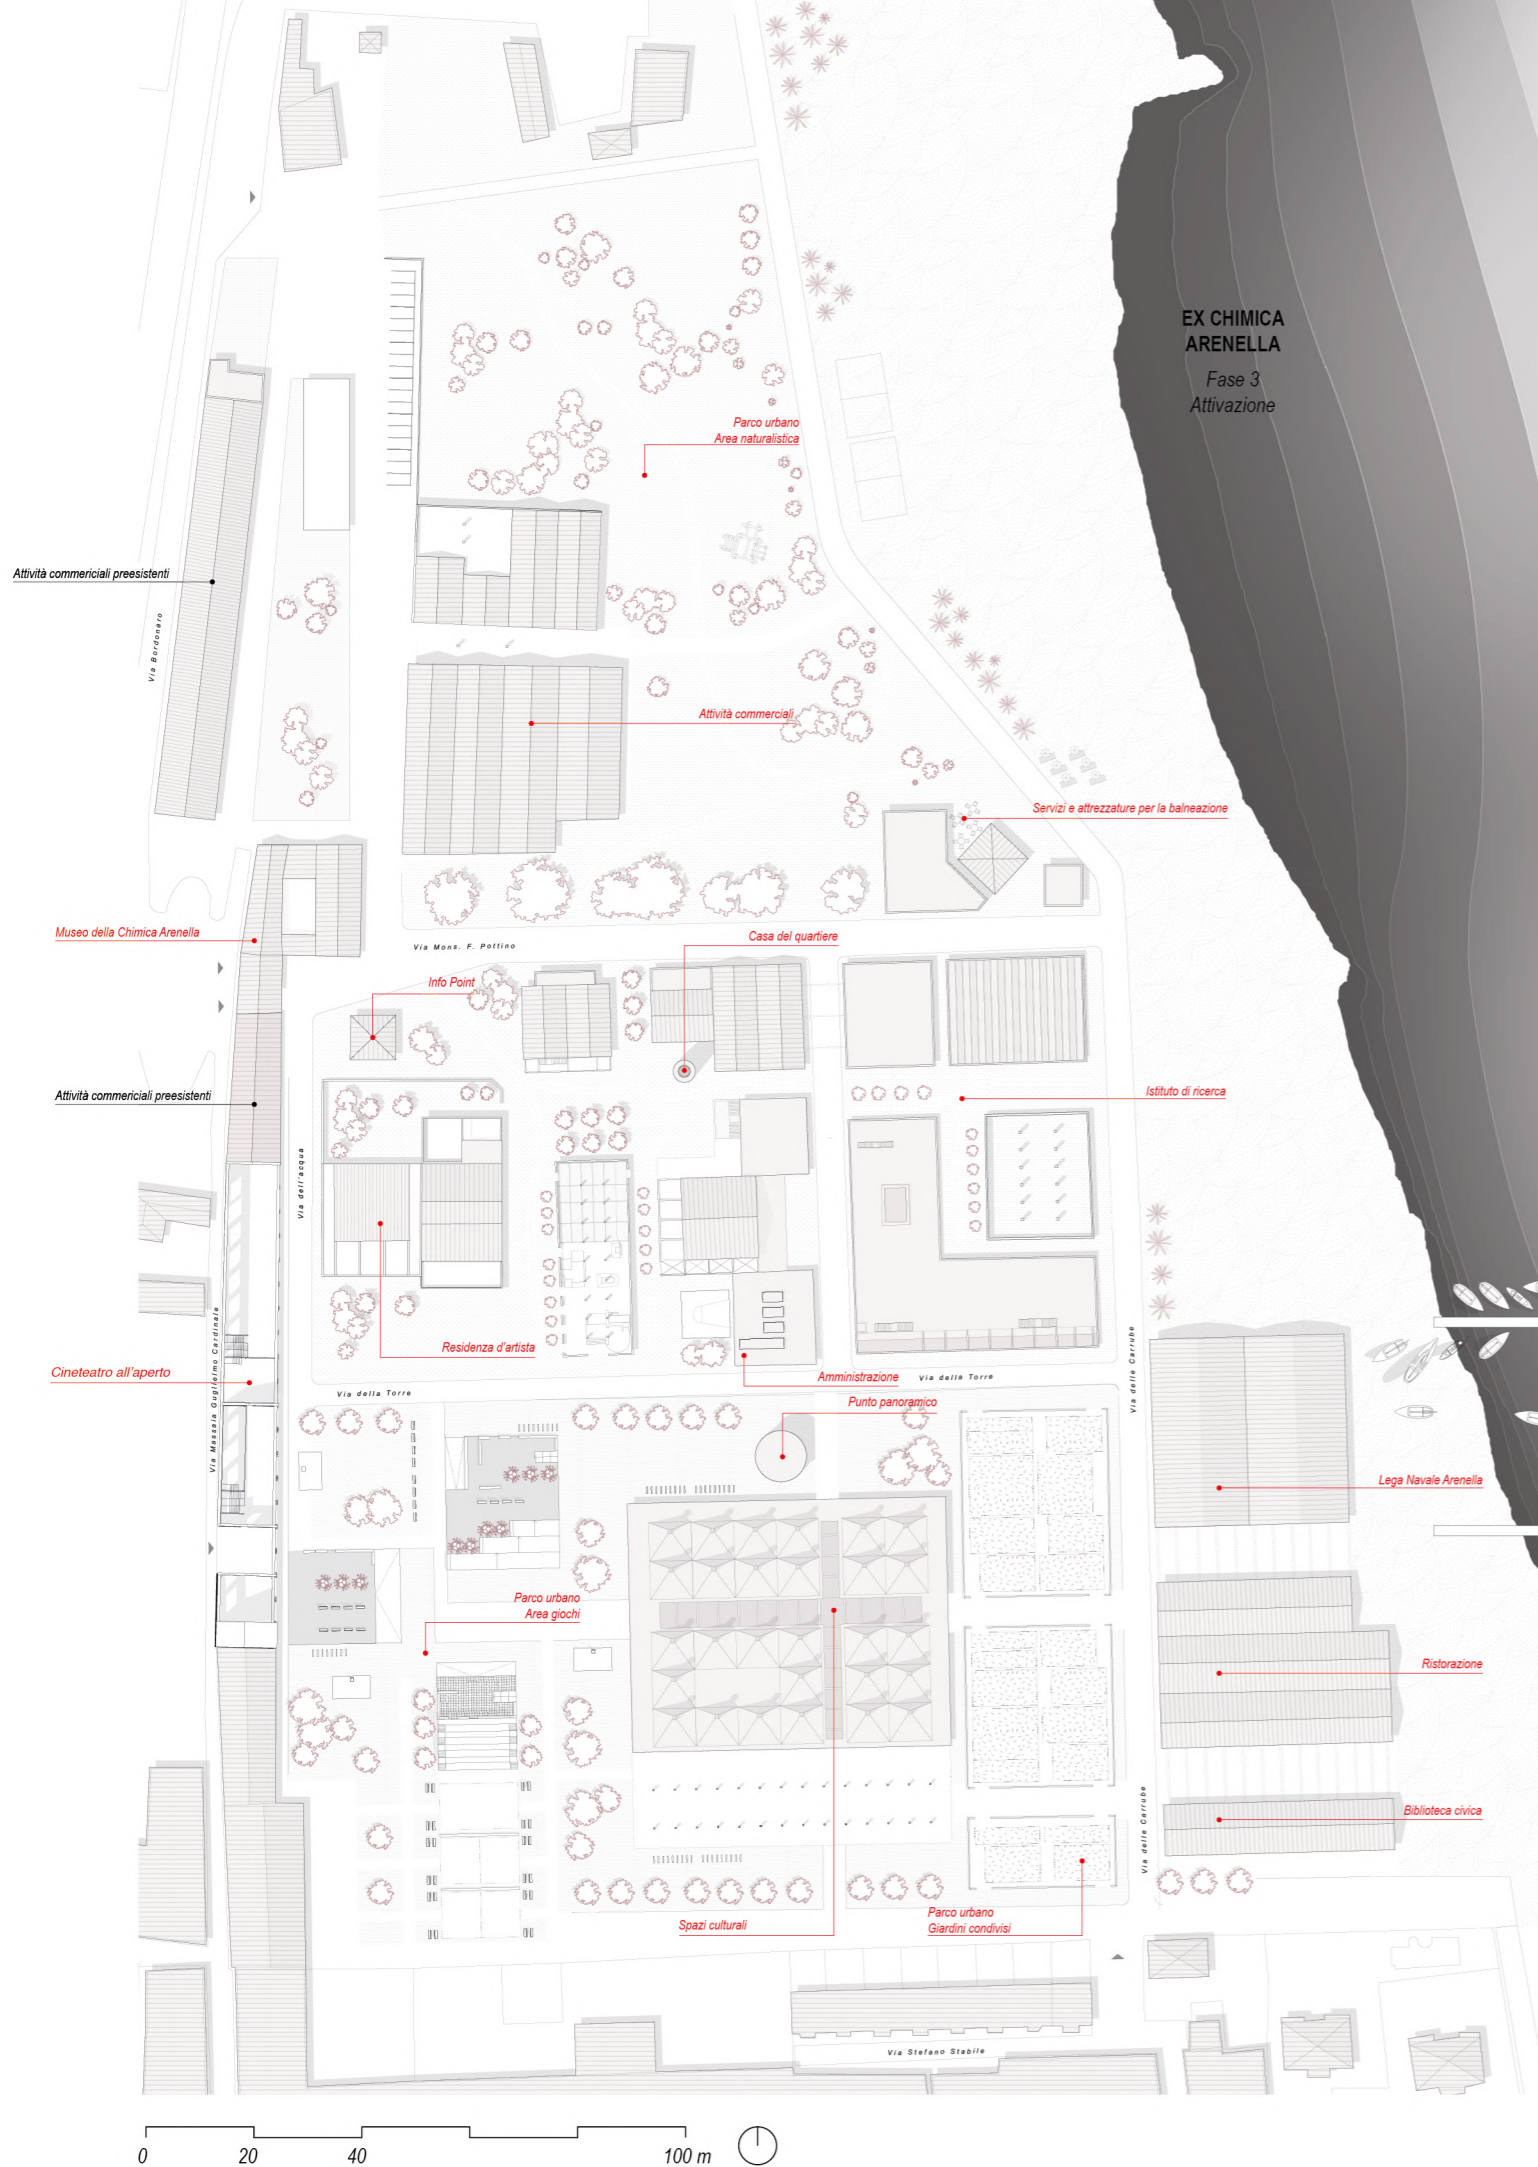 EX CHIMICA
ARENELLA
Fase 3
Attivazione
Parco urbano
Area naturalistica
Attività commericiali preesistenti
Via Bordonaro
Attività commerciali
Servizi e attrezzature per la balneazione
Museo della Chimica Arenella
Via Mons. F. Pottino
Casa del quartiere
Info Point
Attività commericiali preesistenti
Istituto di ricerca
Via dell'acqua
Via Massaia Guglielmo Cardinale
Residenza d'artista
Cineteatro all'aperto
Amministrazione
Via della Torre
Via della Torre
Via delle Carrube
Punto panoramico
Lega Navale Arenella
Parco urbano
Area giochi
Ristorazione
Biblioteca civica
Via delle Carrube
Spazi culturali
Parco urbano
Giardini condivisi
Via Stefano Stabile
0 20 40 100 m